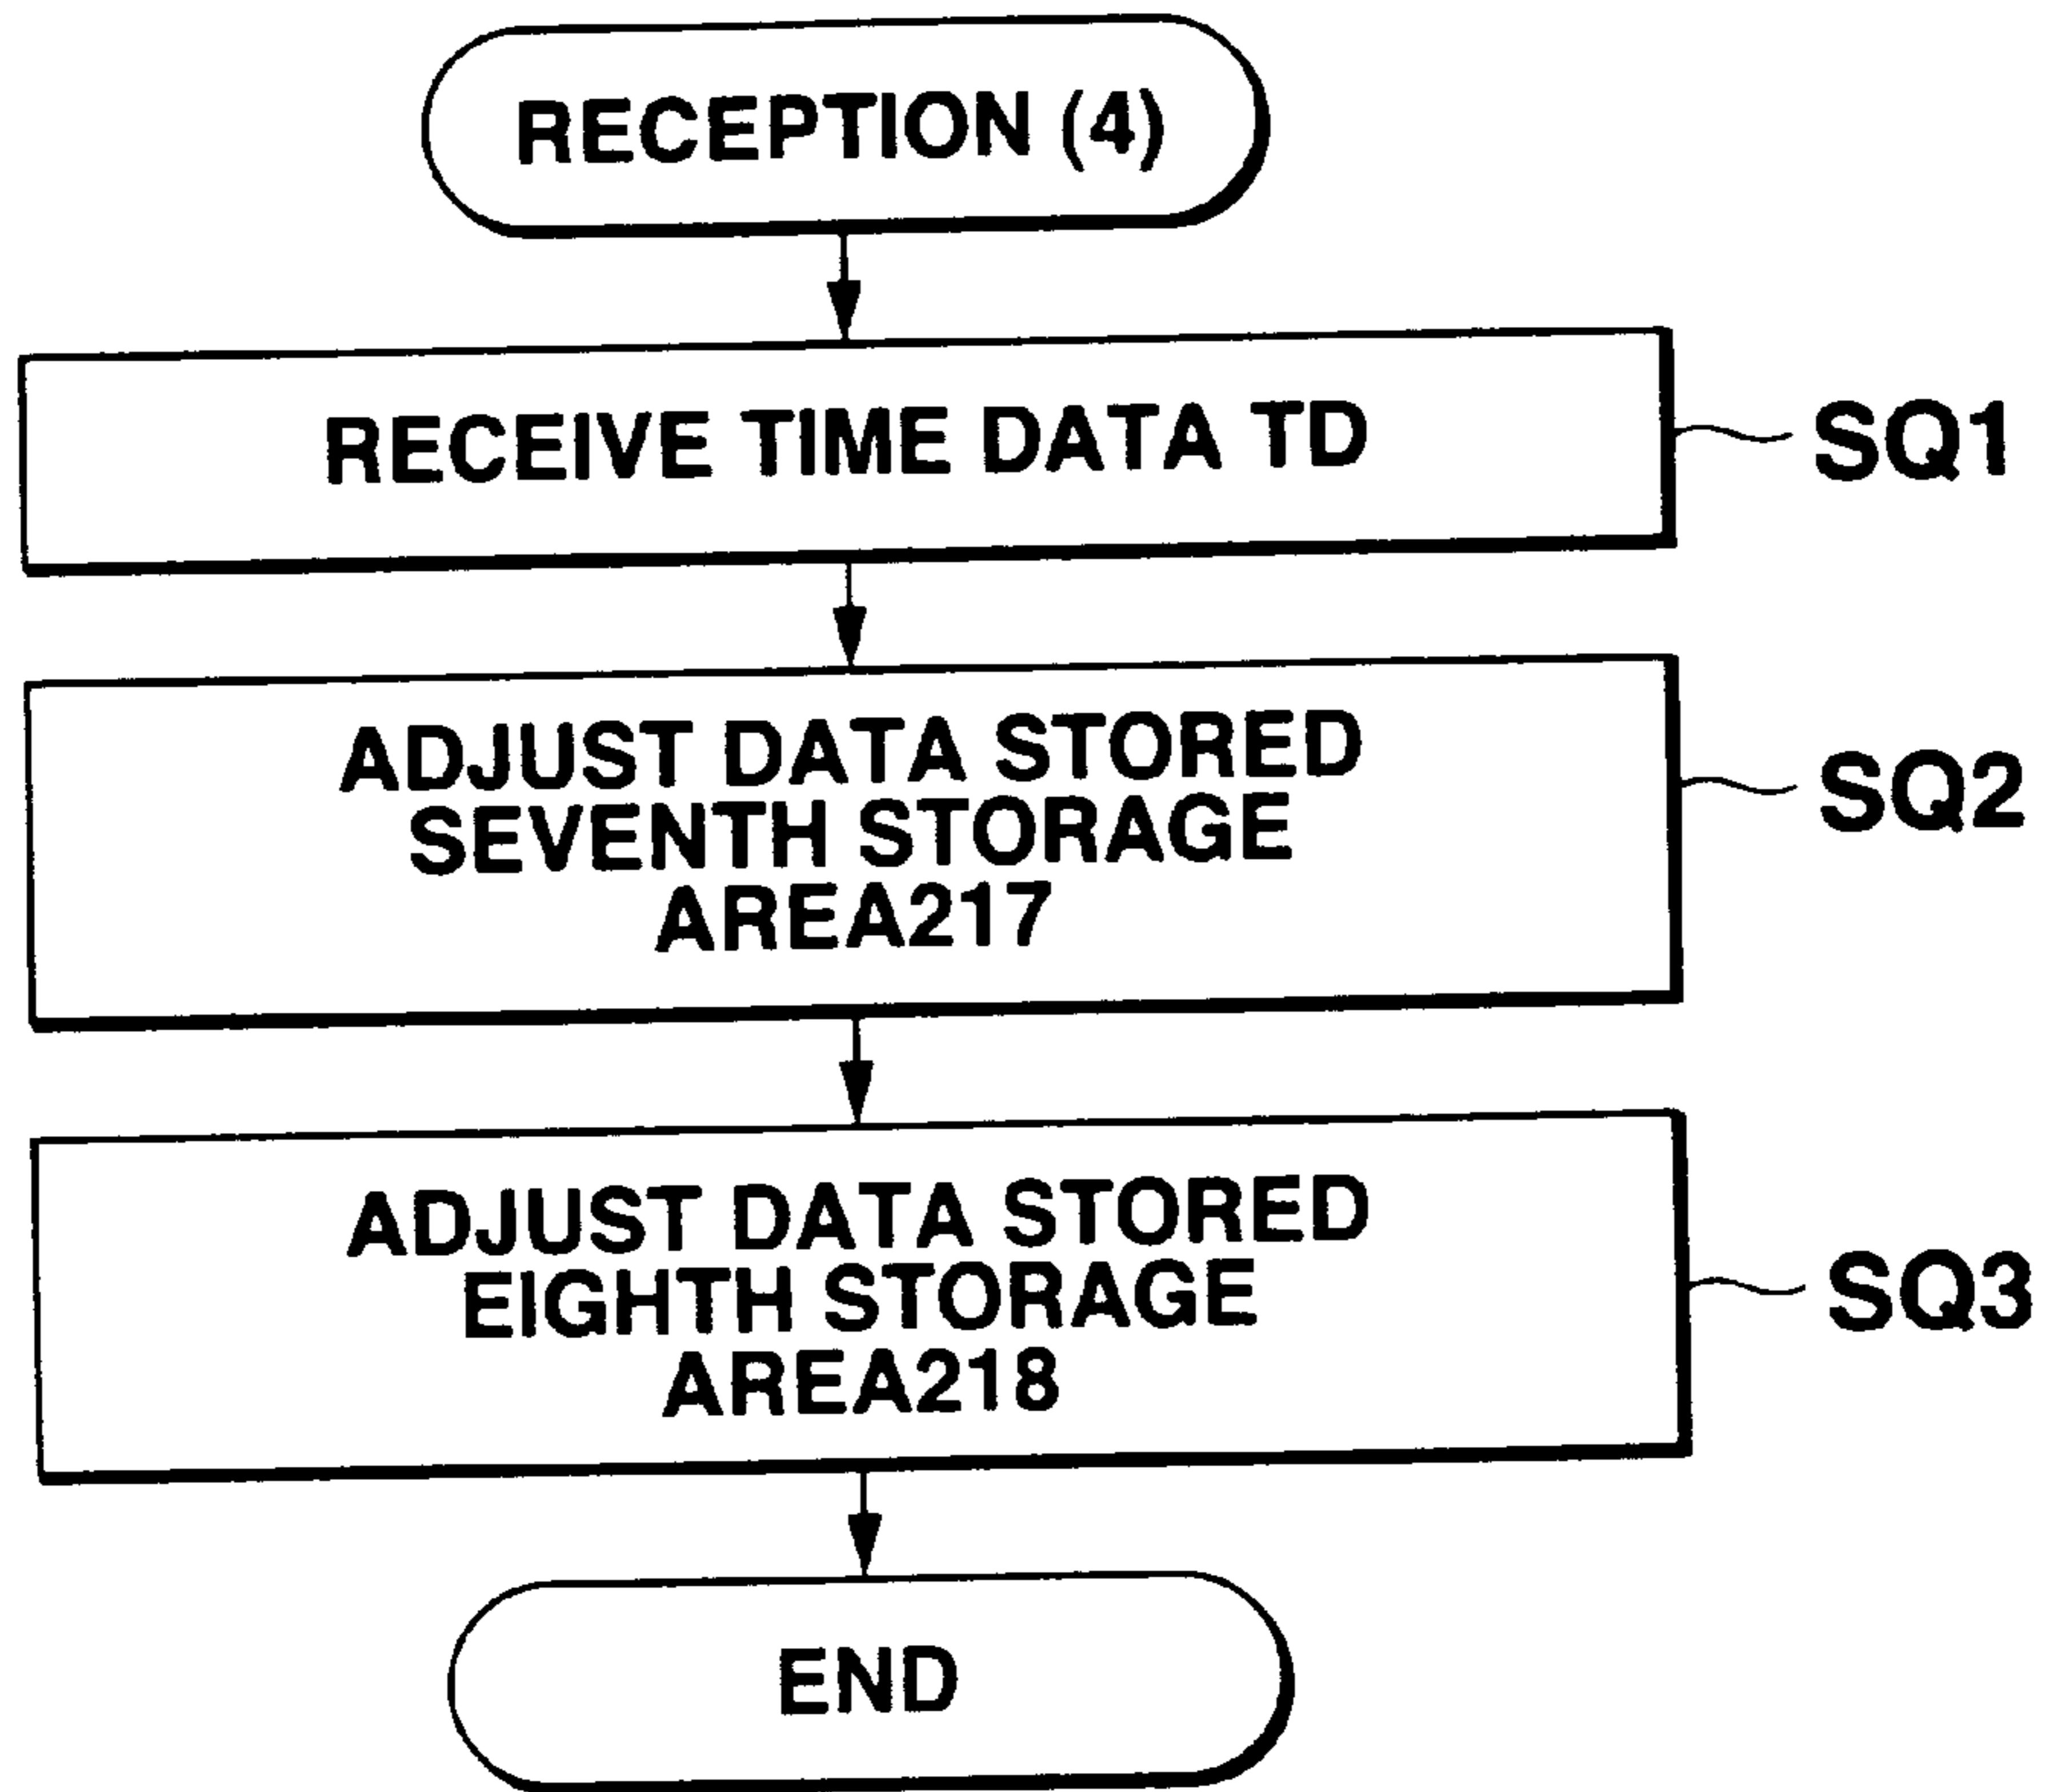 RECEPTION (4)
RECEIVE TIME DATA TD
SQ1
ADJUST DATA STORED
SEVENTH STORAGE
AREA217
SQ2
ADJUST DATA STORED
EIGHTH STORAGE
AREA218
SQ3
END